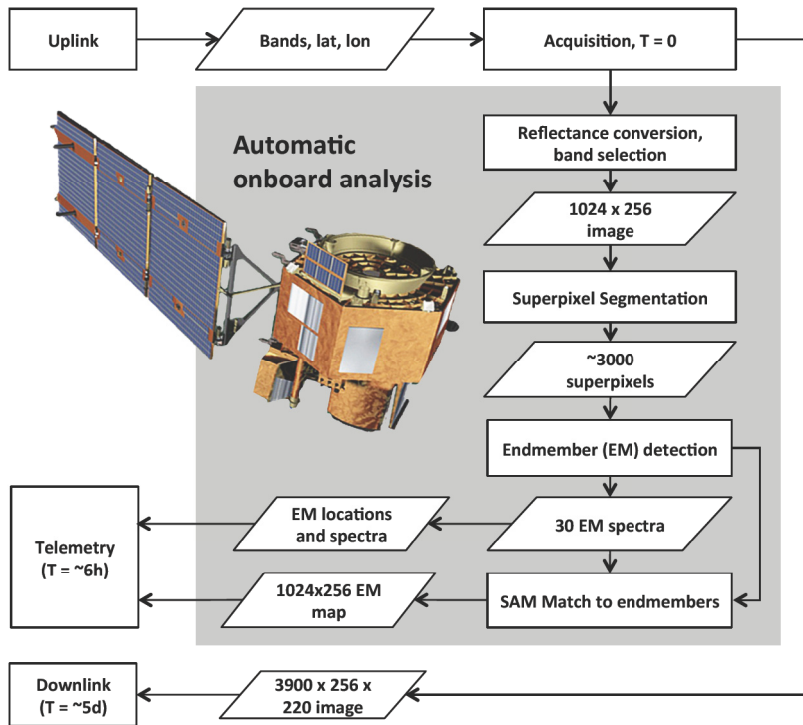 Uplink
Bands, lat, lon
Acquisition, T = 0
Automatic
onboard analysis
Reflectance conversion,
band selection
1024 x 256
image
Superpixel Segmentation
~3000
superpixels
Endmember (EM) detection
30 EM spectra
EM locations
and spectra
Telemetry
(T = ~6h)
SAM Match to endmembers
1024x256 EM
map
Downlink
(T = ~5d)
3900 x 256 x
220 image